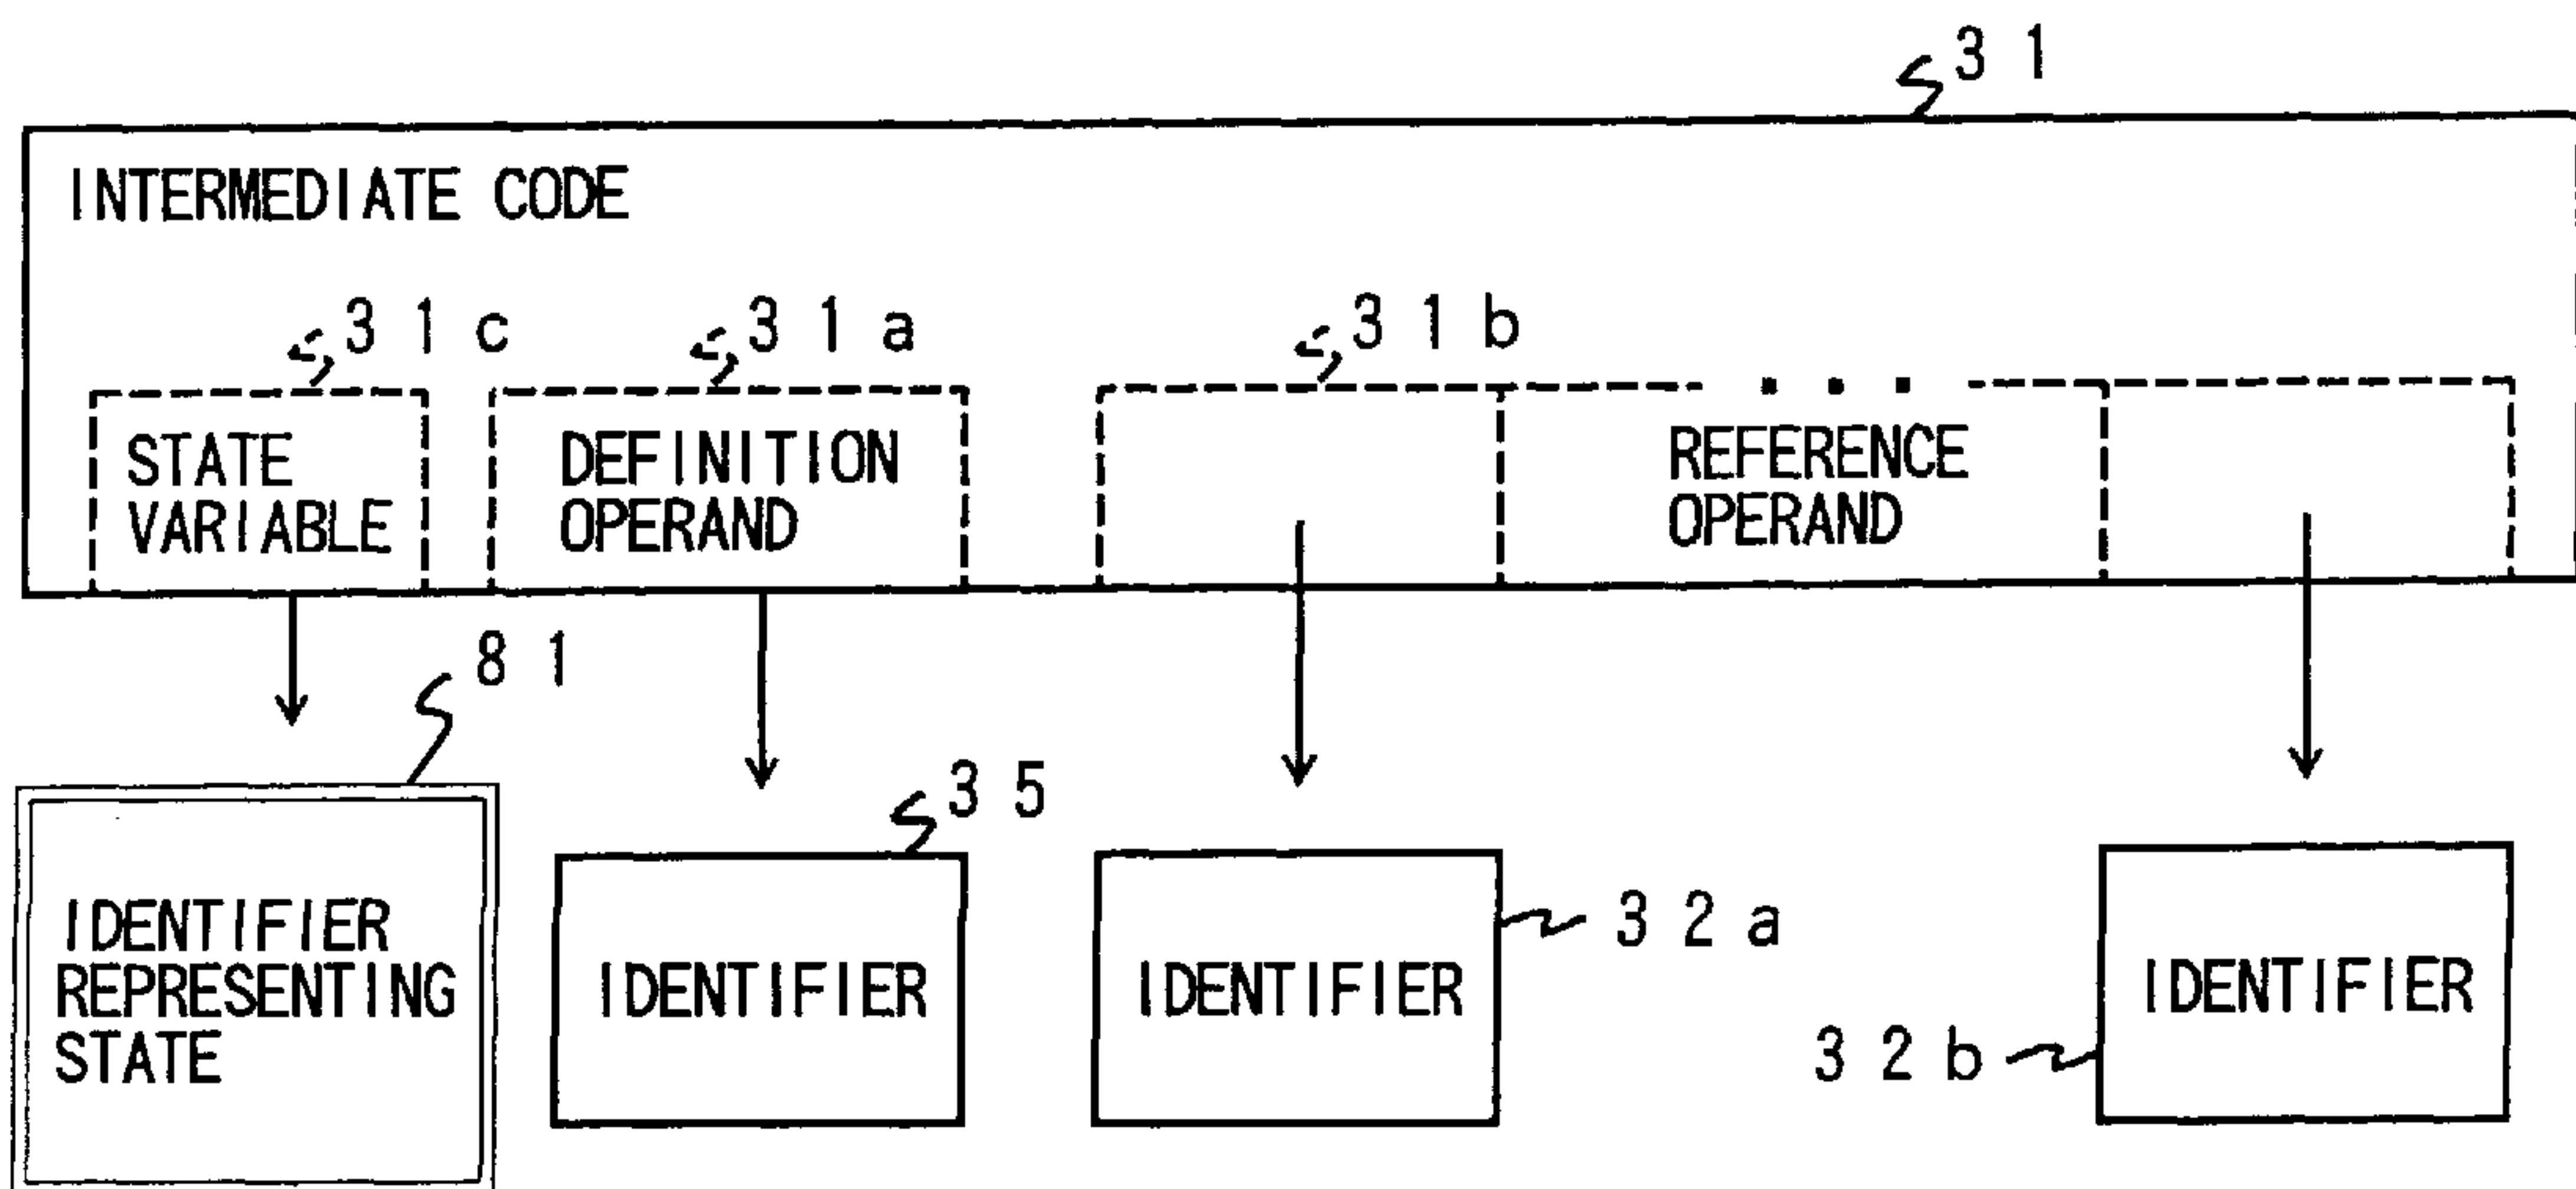 31
INTERMEDIATE CODE
31c
31a
31b
STATE
VARIABLE
DEFINITION
OPERAND
. . .
REFERENCE
OPERAND
81
35
IDENTIFIER
REPRESENTING
STATE
IDENTIFIER
IDENTIFIER
32a
32b
IDENTIFIER